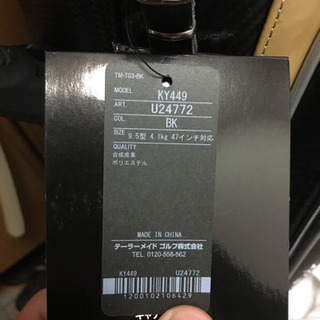 TM-T03-BK
MODEL KY449
ART. U24772
COL. BK
SIZE 9.5型 4.1kg 47インチ対応
QUALITY
合成皮革
ポリエステル
MADE IN CHINA
テーラーメイド ゴルフ株式会社
TEL. 0120-558-562
KY449 U24772
1200102106429